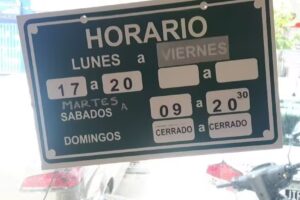 HORARIO
LUNES a VIERNES
17 a 20 a
MARTES A
SABADOS 09 a 20 30
DOMINGOS CERRADO a CERRADO